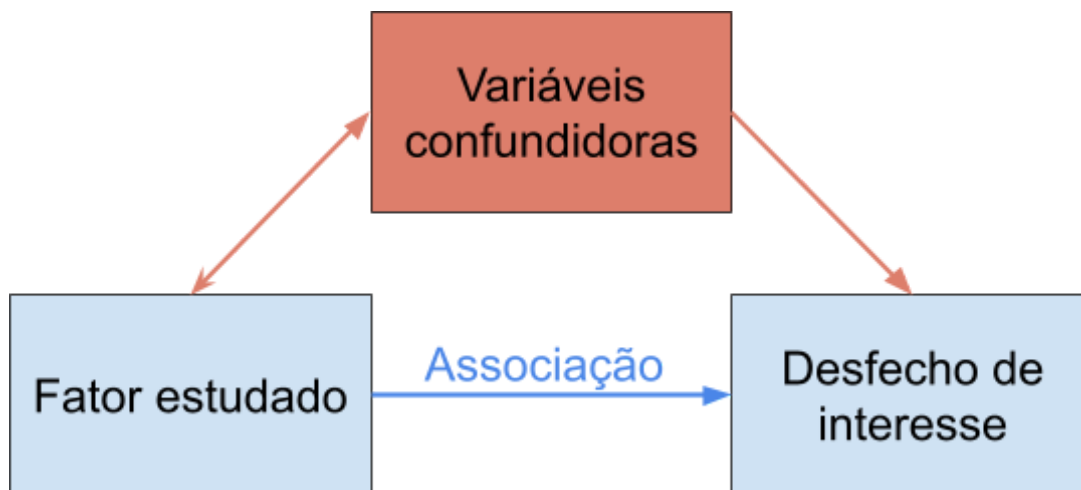 Variáveis
confundidoras
Associação
Fator estudado
Desfecho de
interesse